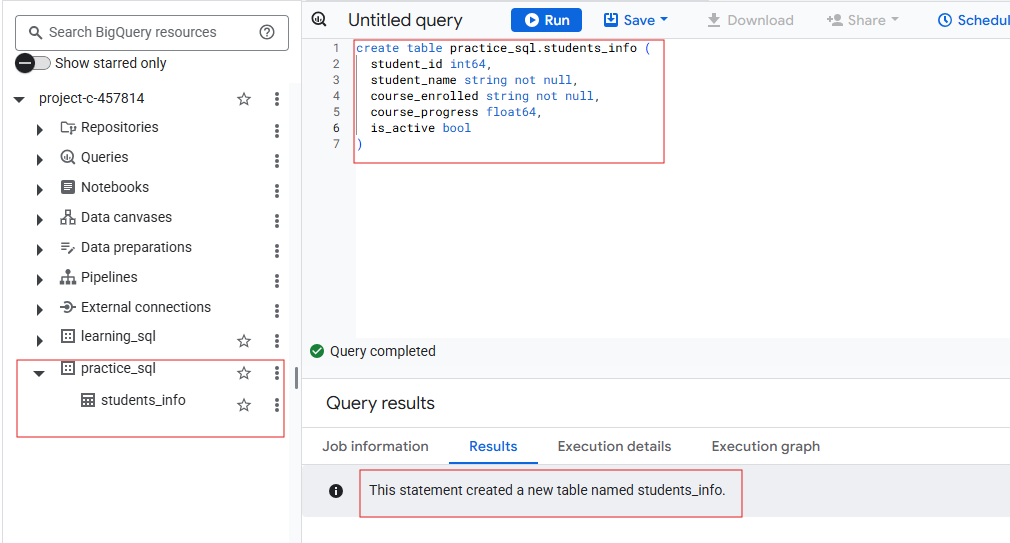 Search BigQuery resources
Show starred only
project-c-457814
Repositories
Queries
Notebooks
Data canvases
Data preparations
Pipelines
External connections
learning_sql
practice_sql
students_info
Untitled query
Run
Save
Download
Share
Schedul
1 create table practice_sql.students_info (
2 student_id int64,
3 student_name string not null,
4 course_enrolled string not null,
5 course_progress float64,
6 is_active bool
7 )
Query completed
Query results
Job information Results Execution details Execution graph
This statement created a new table named students_info.